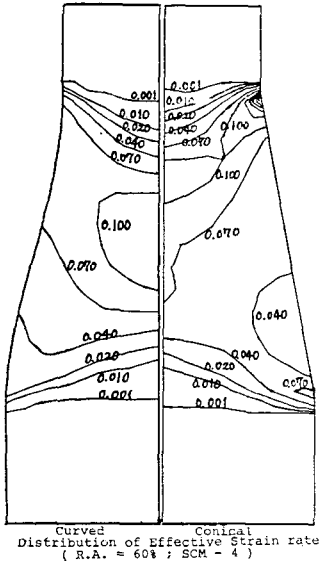 0.001 0.001
0.010 0.010
0.020 0.020
0.040 0.040
0.070 0.070 0.100
0.100
0.100 0.070
0.070
0.040
0.040 0.040
0.020 0.020
0.010 0.010 0.070
0.001 0.001
Curved Conical
Distribution of Effective Strain rate
( R.A. = 60% ; SCM - 4 )